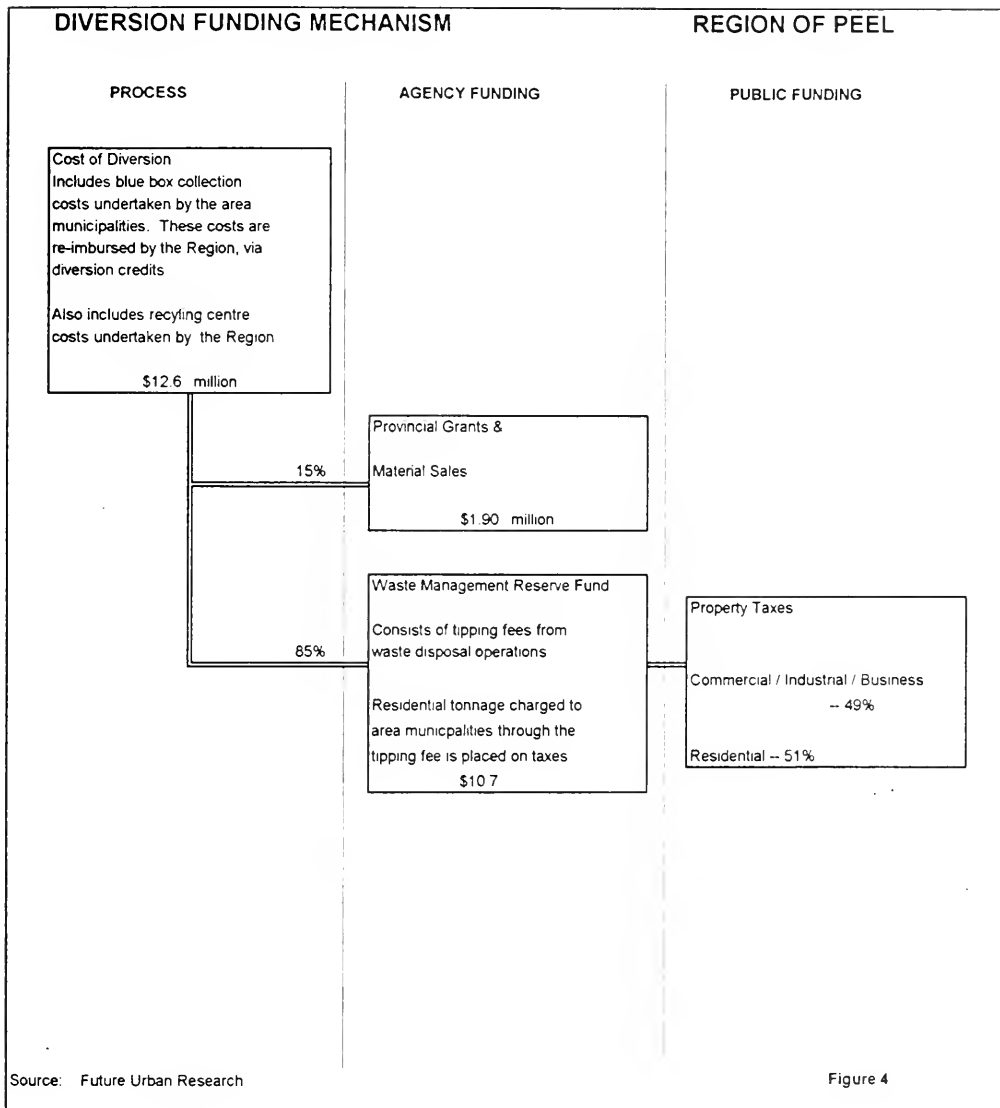 DIVERSION FUNDING MECHANISM
REGION OF PEEL
PROCESS
AGENCY FUNDING
PUBLIC FUNDING
Cost of Diversion
Includes blue box collection
costs undertaken by the area
municipalities. These costs are
re-imbursed by the Region, via
diversion credits
Also includes recyling centre
costs undertaken by the Region
$12.6 million
15%
Provincial Grants &
Material Sales
$1.90 million
85%
Waste Management Reserve Fund
Consists of tipping fees from
waste disposal operations
Residential tonnage charged to
area municpalities through the
tipping fee is placed on taxes
$10 7
Property Taxes
Commercial / Industrial / Business
-- 49%
Residential -- 51%
Source: Future Urban Research
Figure 4